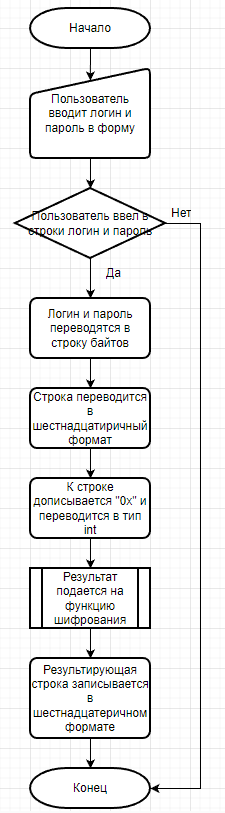 Начало
Пользователь
вводит логин и
пароль в форму
Пользователь ввел в
строки логин и пароль
Нет
Да
Логин и пароль
переводятся в
строку байтов
Строка переводится
в
шестнадцатиричный
формат
К строке
дописывается "0x" и
переводится в тип
int
Результат
подается на
функцию
шифрования
Результирующая
строка записывается
в
шестнадцатеричном
формате
Конец